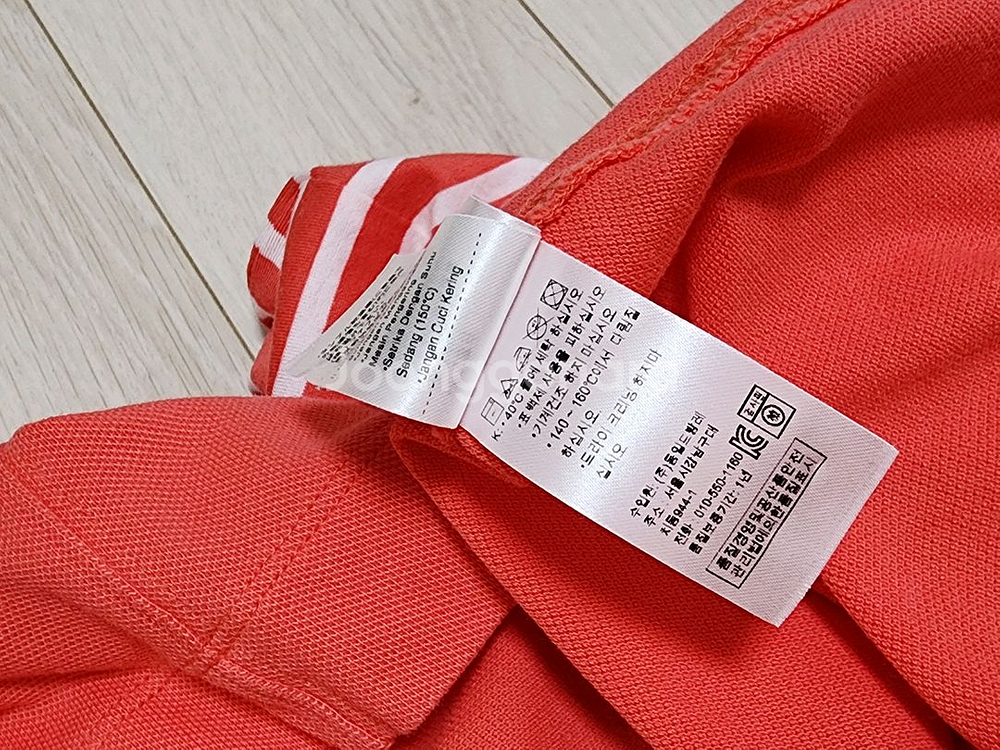 Jangan
Mesin Pengering
•Setrika Dengan Suhu
Sedang (150°C)
•Jangan Cuci Kering
K: • 40°C 물에 세탁 하십시오
•표백제 사용을 피하십시오
•기계건조 하지 마십시오
•140~160°C에서 다림질
하십시오
•드라이 크리닝 하지마
십시오
수입원: (주)동일드방레
주소: 서울시강남구대
치동944-1
전화: 010-550-1160
품질보증기간: 1년
품질경영및공산품안전
관리법에의한품질표시